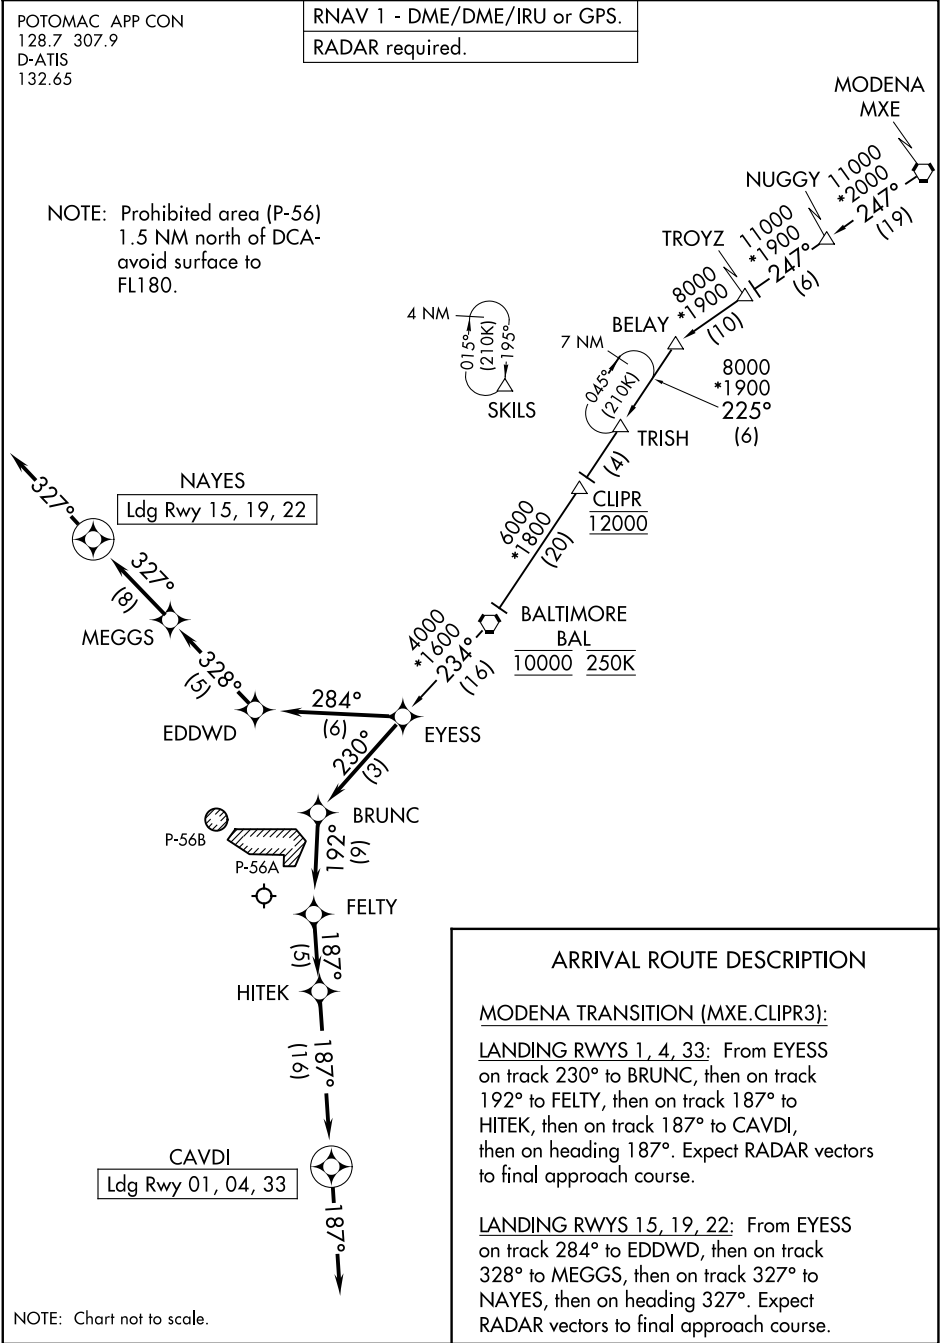 POTOMAC APP CON
128.7 307.9
D-ATIS
132.65
RNAV 1 - DME/DME/IRU or GPS.
RADAR required.
MODENA
MXE
11000
*2000
247°
(19)
NUGGY
11000
*1900
247°
(6)
TROYZ
8000
*1900
(10)
BELAY
8000
*1900
225°
(6)
NOTE: Prohibited area (P-56)
1.5 NM north of DCA-
avoid surface to
FL180.
4 NM
015°
(210K)
195°
SKILS
7 NM
045°
(210K)
TRISH
(4)
CLIPR
12000
6000
*1800
(20)
BALTIMORE
BAL
10000 250K
4000
*1600
234°
(16)
327°
NAYES
Ldg Rwy 15, 19, 22
327°
(8)
MEGGS
328°
(5)
EDDWD
284°
(6)
EYESS
230°
(3)
BRUNC
P-56B
P-56A
192°
(9)
FELTY
187°
(5)
HITEK
187°
(16)
CAVDI
Ldg Rwy 01, 04, 33
187°
NOTE: Chart not to scale.
ARRIVAL ROUTE DESCRIPTION
MODENA TRANSITION (MXE.CLIPR3):
LANDING RWYS 1, 4, 33: From EYESS
on track 230° to BRUNC, then on track
192° to FELTY, then on track 187° to
HITEK, then on track 187° to CAVDI,
then on heading 187°. Expect RADAR vectors
to final approach course.
LANDING RWYS 15, 19, 22: From EYESS
on track 284° to EDDWD, then on track
328° to MEGGS, then on track 327° to
NAYES, then on heading 327°. Expect
RADAR vectors to final approach course.